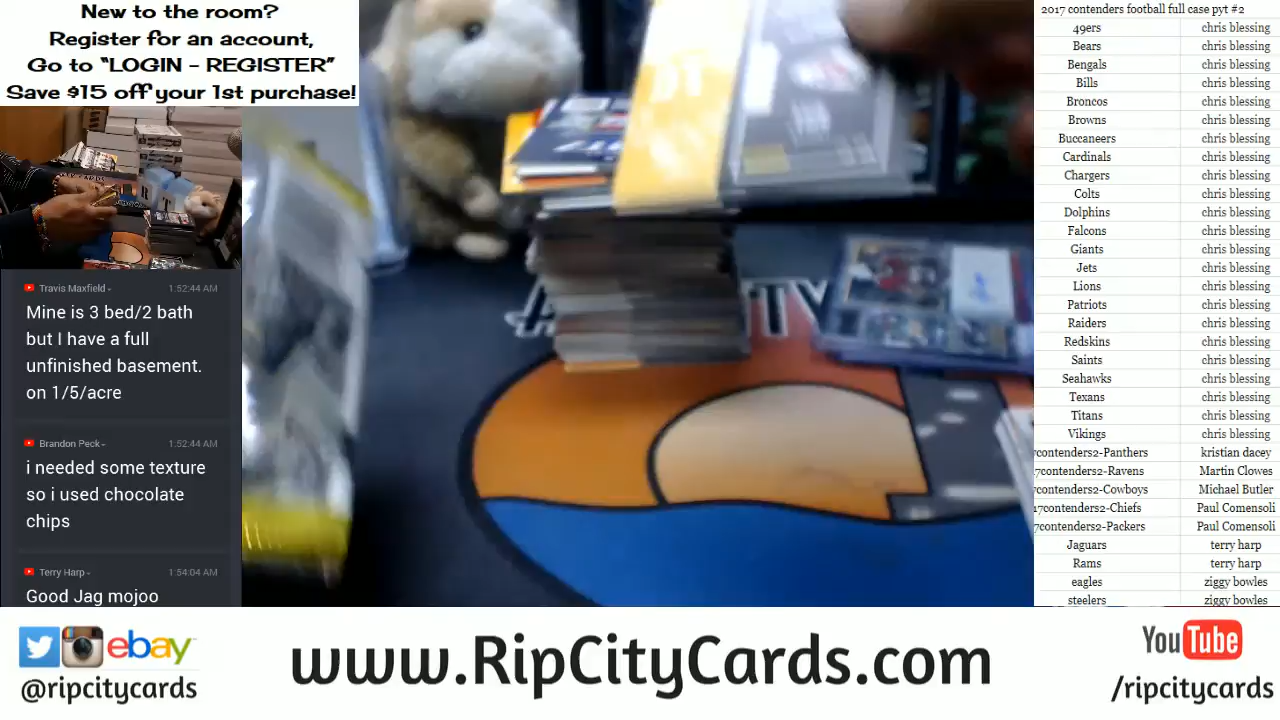 New to the room?
Register for an account,
Go to “LOGIN - REGISTER”
Save $15 off your 1st purchase!
Travis Maxfield
1:52:44 AM
Mine is 3 bed/2 bath
but I have a full
unfinished basement.
on 1/5/acre
Brandon Peck
1:52:44 AM
i needed some texture
so i used chocolate
chips
Terry Harp
1:54:04 AM
Good Jag mojoo
2017 contenders football full case pyt #2
49ers chris blessing
Bears chris blessing
Bengals chris blessing
Bills chris blessing
Broncos chris blessing
Browns chris blessing
Buccaneers chris blessing
Cardinals chris blessing
Chargers chris blessing
Colts chris blessing
Dolphins chris blessing
Falcons chris blessing
Giants chris blessing
Jets chris blessing
Lions chris blessing
Patriots chris blessing
Raiders chris blessing
Redskins chris blessing
Saints chris blessing
Seahawks chris blessing
Texans chris blessing
Titans chris blessing
Vikings chris blessing
7contenders2-Panthers kristian dacey
7contenders2-Ravens Martin Clowes
7contenders2-Cowboys Michael Butler
17contenders2-Chiefs Paul Comensoli
7contenders2-Packers Paul Comensoli
Jaguars terry harp
Rams terry harp
eagles ziggy bowles
steelers ziggy bowles
ebay
@ripcitycards
www.RipCityCards.com
YouTube
/ripcitycards